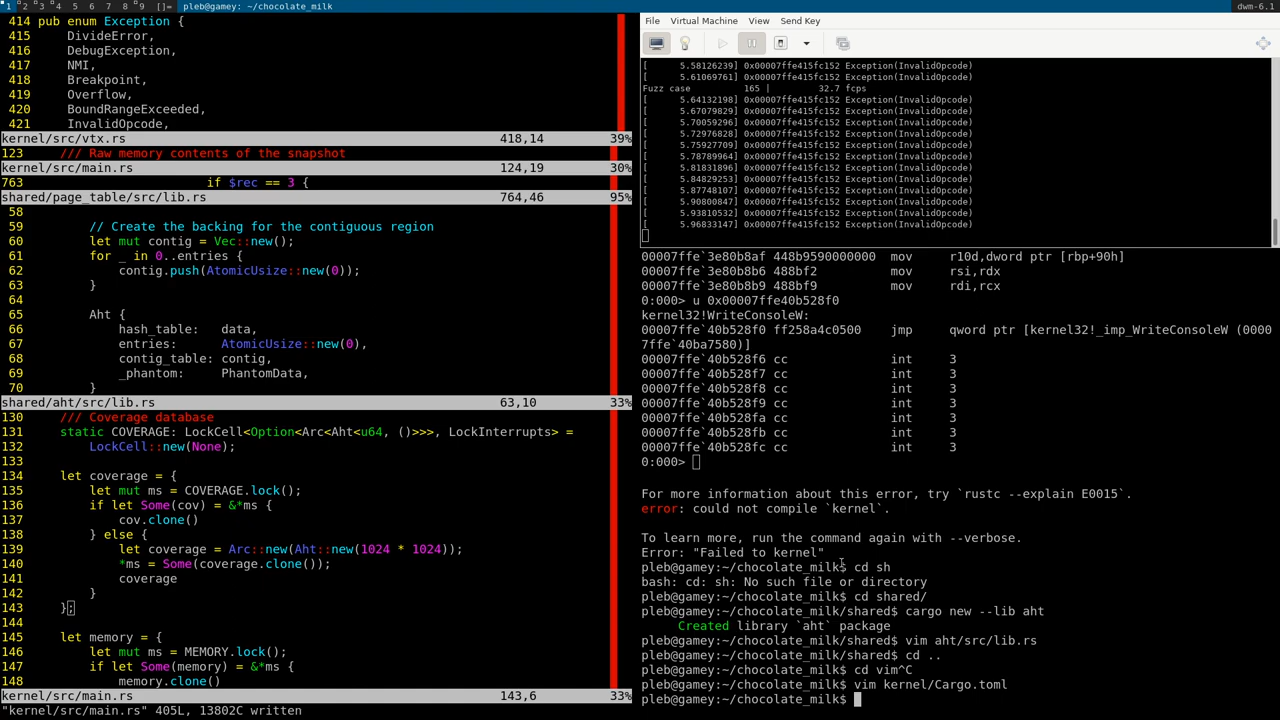 1 2 3 4 5 6 7 8 9 []= pleb@gamey: ~/chocolate_milk
dwm-6.1
414 pub enum Exception {
415     DivideError,
416     DebugException,
417     NMI,
418     Breakpoint,
419     Overflow,
420     BoundRangeExceeded,
421     InvalidOpcode,
kernel/src/vtx.rs 418,14 39%
123     /// Raw memory contents of the snapshot
kernel/src/main.rs 124,19 30%
763                         if $rec == 3 {
shared/page_table/src/lib.rs 764,46 95%
58
59         // Create the backing for the contiguous region
60         let mut contig = Vec::new();
61         for _ in 0..entries {
62             contig.push(AtomicUsize::new(0));
63         }
64
65         Aht {
66             hash_table:   data,
67             entries:      AtomicUsize::new(0),
68             contig_table: contig,
69             _phantom:     PhantomData,
70         }
shared/aht/src/lib.rs 63,10 33%
130     /// Coverage database
131     static COVERAGE: LockCell<Option<Arc<Aht<u64, ()>>>, LockInterrupts> =
132         LockCell::new(None);
133
134     let coverage = {
135         let mut ms = COVERAGE.lock();
136         if let Some(cov) = &*ms {
137             cov.clone()
138         } else {
139             let coverage = Arc::new(Aht::new(1024 * 1024));
140             *ms = Some(coverage.clone());
141             coverage
142         }
143     };
144
145     let memory = {
146         let mut ms = MEMORY.lock();
147         if let Some(memory) = &*ms {
148             memory.clone()
kernel/src/main.rs 143,6 33%
"kernel/src/main.rs" 405L, 13802C written
File Virtual Machine View Send Key
[ 5.58126239] 0x00007ffe415fc152 Exception(InvalidOpcode)
[ 5.61069761] 0x00007ffe415fc152 Exception(InvalidOpcode)
Fuzz case 165 | 32.7 fcps
[ 5.64132198] 0x00007ffe415fc152 Exception(InvalidOpcode)
[ 5.67079829] 0x00007ffe415fc152 Exception(InvalidOpcode)
[ 5.70059296] 0x00007ffe415fc152 Exception(InvalidOpcode)
[ 5.72976828] 0x00007ffe415fc152 Exception(InvalidOpcode)
[ 5.75927709] 0x00007ffe415fc152 Exception(InvalidOpcode)
[ 5.78789964] 0x00007ffe415fc152 Exception(InvalidOpcode)
[ 5.81831896] 0x00007ffe415fc152 Exception(InvalidOpcode)
[ 5.84829253] 0x00007ffe415fc152 Exception(InvalidOpcode)
[ 5.87748107] 0x00007ffe415fc152 Exception(InvalidOpcode)
[ 5.90800847] 0x00007ffe415fc152 Exception(InvalidOpcode)
[ 5.93810532] 0x00007ffe415fc152 Exception(InvalidOpcode)
[ 5.96833147] 0x00007ffe415fc152 Exception(InvalidOpcode)
00007ffe`3e80b8af 448b9590000000 mov r10d,dword ptr [rbp+90h]
00007ffe`3e80b8b6 488bf2 mov rsi,rdx
00007ffe`3e80b8b9 488bf9 mov rdi,rcx
0:000> u 0x00007ffe40b528f0
kernel32!WriteConsoleW:
00007ffe`40b528f0 ff258a4c0500 jmp qword ptr [kernel32!_imp_WriteConsoleW (0000
7ffe`40ba7580)]
00007ffe`40b528f6 cc int 3
00007ffe`40b528f7 cc int 3
00007ffe`40b528f8 cc int 3
00007ffe`40b528f9 cc int 3
00007ffe`40b528fa cc int 3
00007ffe`40b528fb cc int 3
00007ffe`40b528fc cc int 3
0:000>
For more information about this error, try `rustc --explain E0015`.
error: could not compile `kernel`.
To learn more, run the command again with --verbose.
Error: "Failed to kernel"
pleb@gamey:~/chocolate_milk$ cd sh
bash: cd: sh: No such file or directory
pleb@gamey:~/chocolate_milk$ cd shared/
pleb@gamey:~/chocolate_milk/shared$ cargo new --lib aht
Created library `aht` package
pleb@gamey:~/chocolate_milk/shared$ vim aht/src/lib.rs
pleb@gamey:~/chocolate_milk/shared$ cd ..
pleb@gamey:~/chocolate_milk$ cd vim^C
pleb@gamey:~/chocolate_milk$ vim kernel/Cargo.toml
pleb@gamey:~/chocolate_milk$